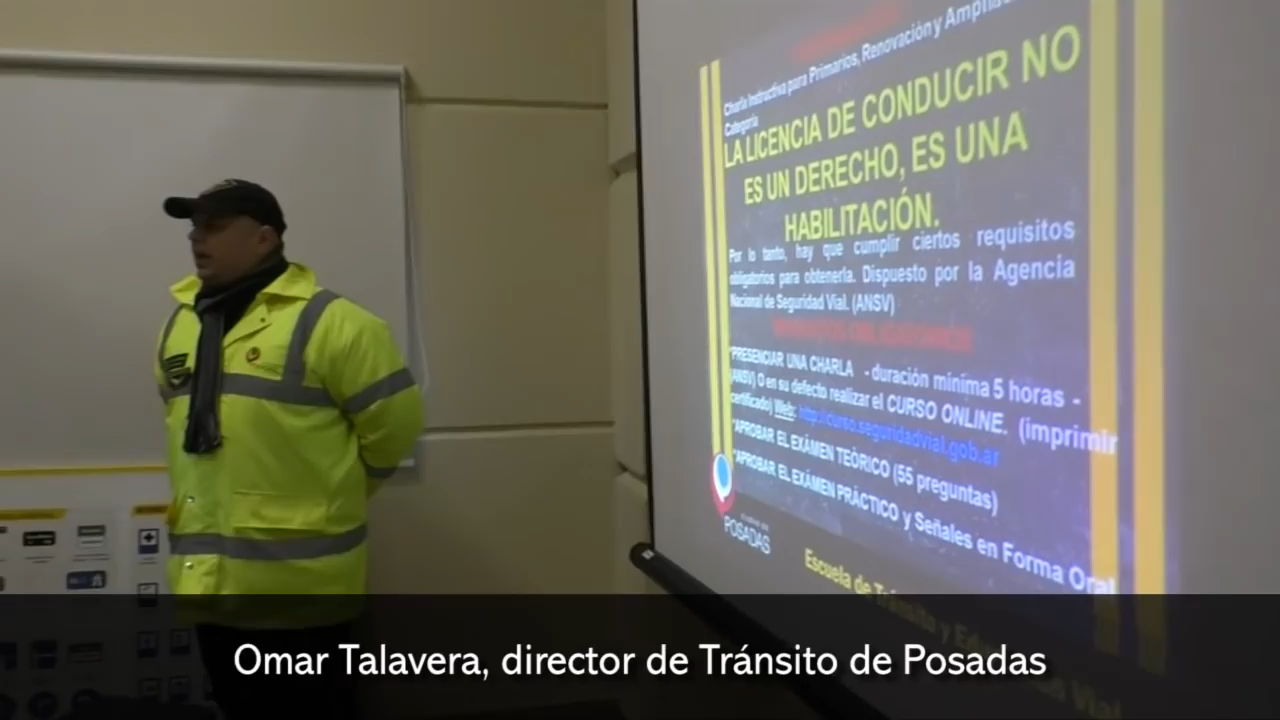 Charla Instructiva para Primarios, Renovación y
Categoría
LA LICENCIA DE CONDUCIR NO
ES UN DERECHO, ES UNA
HABILITACIÓN.
Por lo tanto, hay que cumplir ciertos requisitos
obligatorios para obtenerla. Dispuesto por la Agencia
Nacional de Seguridad Vial. (ANSV)
*PRESENCIAR UNA CHARLA - duración mínima 5 horas -
(ANSV) O en su defecto realizar el CURSO ONLINE. (imprimir
certificado) Web: http://curso.seguridadvial.gob.ar
*APROBAR EL EXÁMEN TEÓRICO (55 preguntas)
*APROBAR EL EXÁMEN PRÁCTICO y Señales en Forma Oral
POSADAS
Escuela de Tránsito y Vial
Omar Talavera, director de Tránsito de Posadas